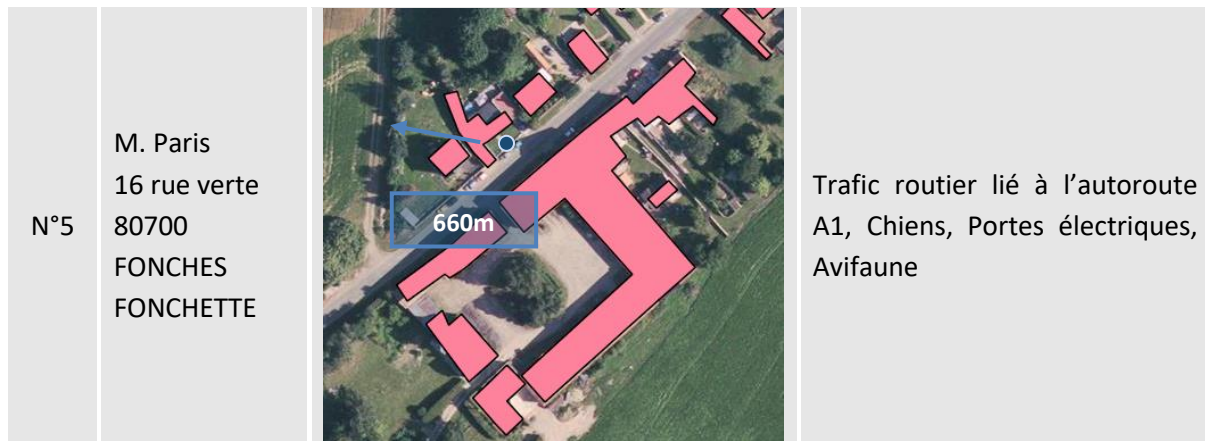 N°5
M. Paris
16 rue verte
80700
FONCHES
FONCHETTE
660m
Trafic routier lié à l’autoroute
A1, Chiens, Portes électriques,
Avifaune